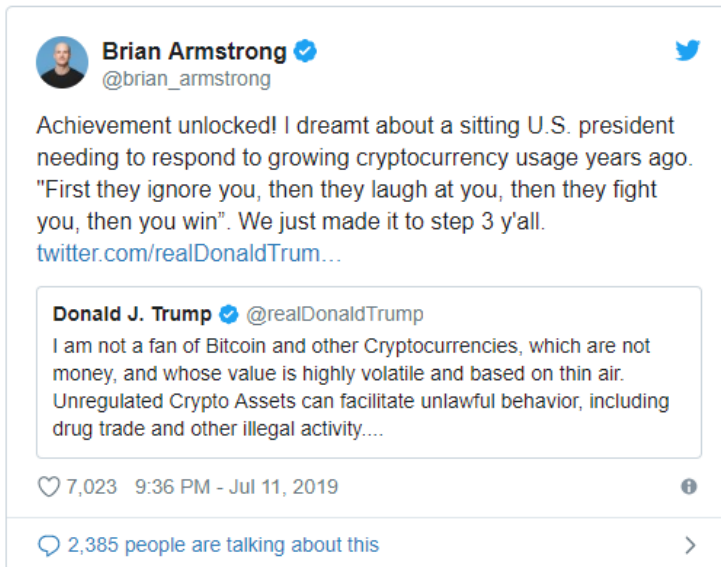 Brian Armstrong
@brian_armstrong
Achievement unlocked! I dreamt about a sitting U.S. president
needing to respond to growing cryptocurrency usage years ago.
"First they ignore you, then they laugh at you, then they fight
you, then you win”. We just made it to step 3 y'all.
twitter.com/realDonaldTrum…
Donald J. Trump @realDonaldTrump
I am not a fan of Bitcoin and other Cryptocurrencies, which are not
money, and whose value is highly volatile and based on thin air.
Unregulated Crypto Assets can facilitate unlawful behavior, including
drug trade and other illegal activity....
7,023 9:36 PM - Jul 11, 2019
2,385 people are talking about this